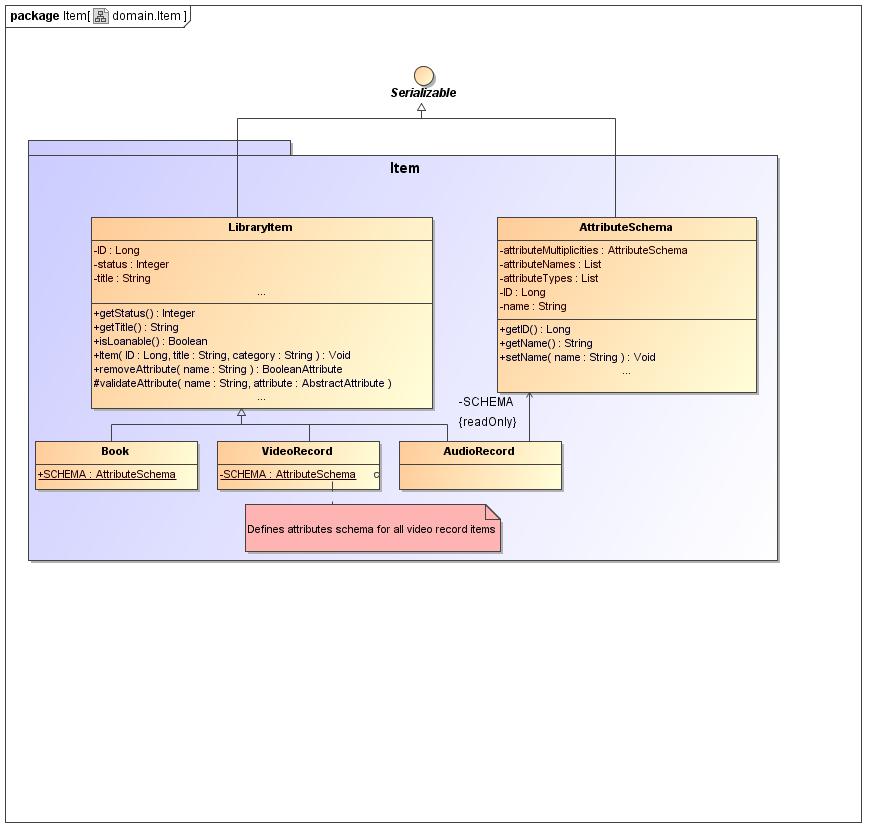 package Item[ domain.Item ]
Serializable
Item
LibraryItem
-ID : Long
-status : Integer
-title : String
...
+getStatus() : Integer
+getTitle() : String
+isLoanable() : Boolean
+Item( ID : Long, title : String, category : String ) : Void
+removeAttribute( name : String ) : BooleanAttribute
#validateAttribute( name : String, attribute : AbstractAttribute )
...
AttributeSchema
-attributeMultiplicities : AttributeSchema
-attributeNames : List
-attributeTypes : List
-ID : Long
-name : String
+getID() : Long
+getName() : String
+setName( name : String ) : Void
...
-SCHEMA
{readOnly}
Book
+SCHEMA : AttributeSchema
VideoRecord
-SCHEMA : AttributeSchema
AudioRecord
Defines attributes schema for all video record items